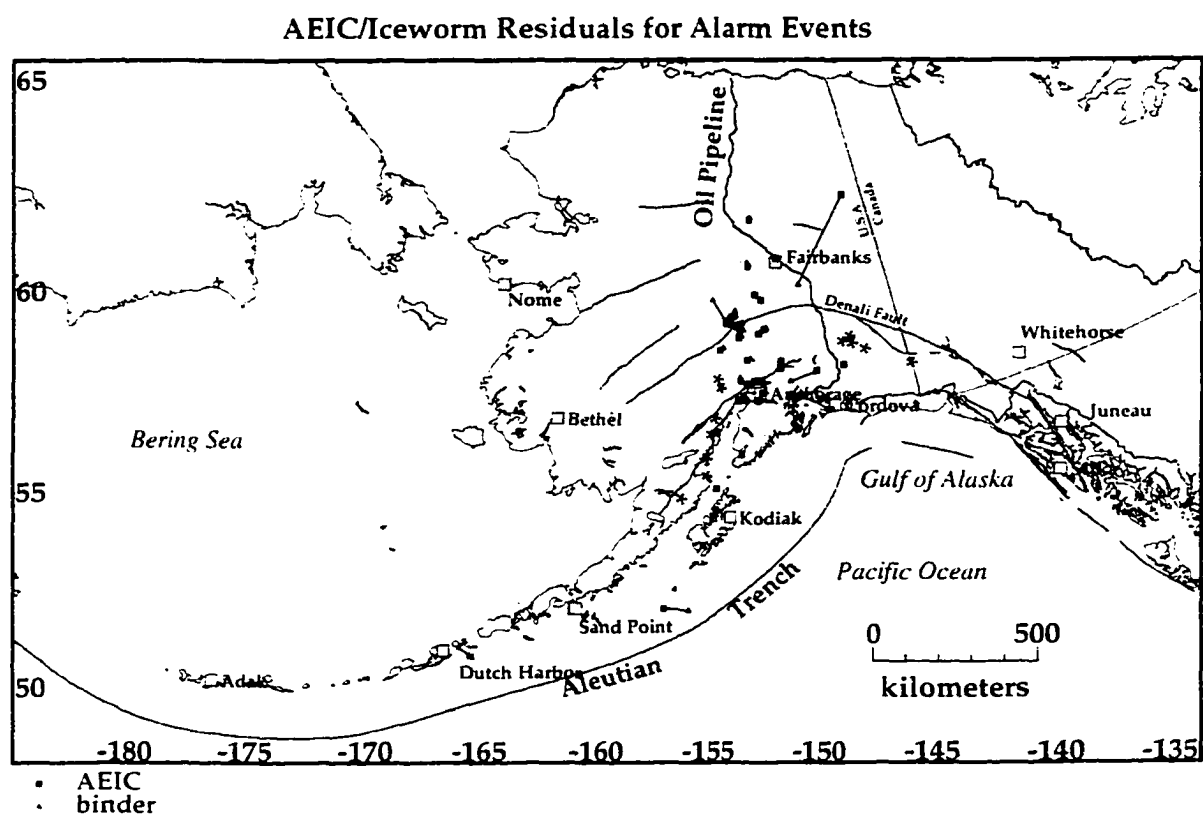 AEIC/Iceworm Residuals for Alarm Events
65
Oil Pipeline
USA
Canada
Fairbanks
60
Nome
Denali Fault
Whitehorse
Anchorage
Cordova
Juneau
Bethel
Bering Sea
55
Gulf of Alaska
Kodiak
Pacific Ocean
Trench
Sand Point
0 500
kilometers
Dutch Harbor
Aleutian
50
Adak
-180 -175 -170 -165 -160 -155 -150 -145 -140 -135
AEIC
binder